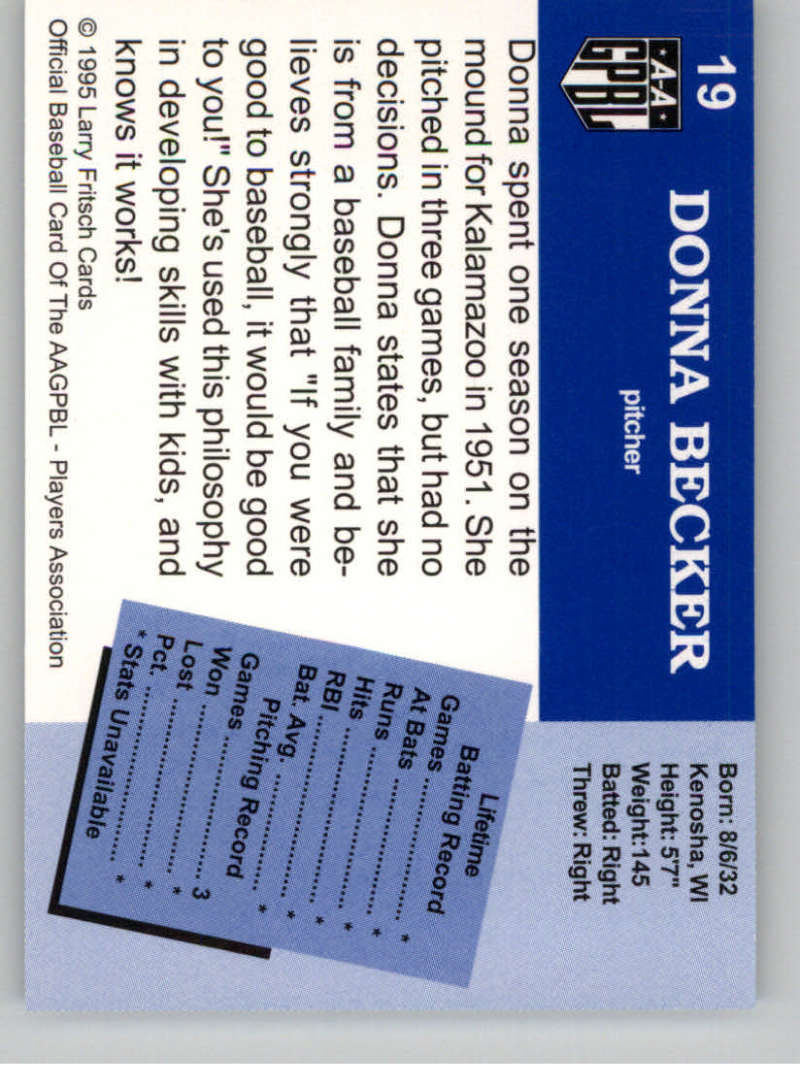 19
DONNA BECKER
pitcher
A-A
GPBL
Born: 8/6/32
Kenosha, WI
Height: 5'7"
Weight:145
Batted: Right
Threw: Right
Donna spent one season on the
mound for Kalamazoo in 1951. She
pitched in three games, but had no
decisions. Donna states that she
is from a baseball family and be-
lieves strongly that "If you were
good to baseball, it would be good
to you!" She's used this philosophy
in developing skills with kids, and
knows it works!
Lifetime
Batting Record
Games .................... *
At Bats .................... *
Runs .................... *
Hits .................... *
RBI .................... *
Bat. Avg. .................... *
Pitching Record
Games .................... 3
Won .................... *
Lost .................... *
Pct. .................... *
* Stats Unavailable
© 1995 Larry Fritsch Cards
Official Baseball Card Of The AAGPBL - Players Association